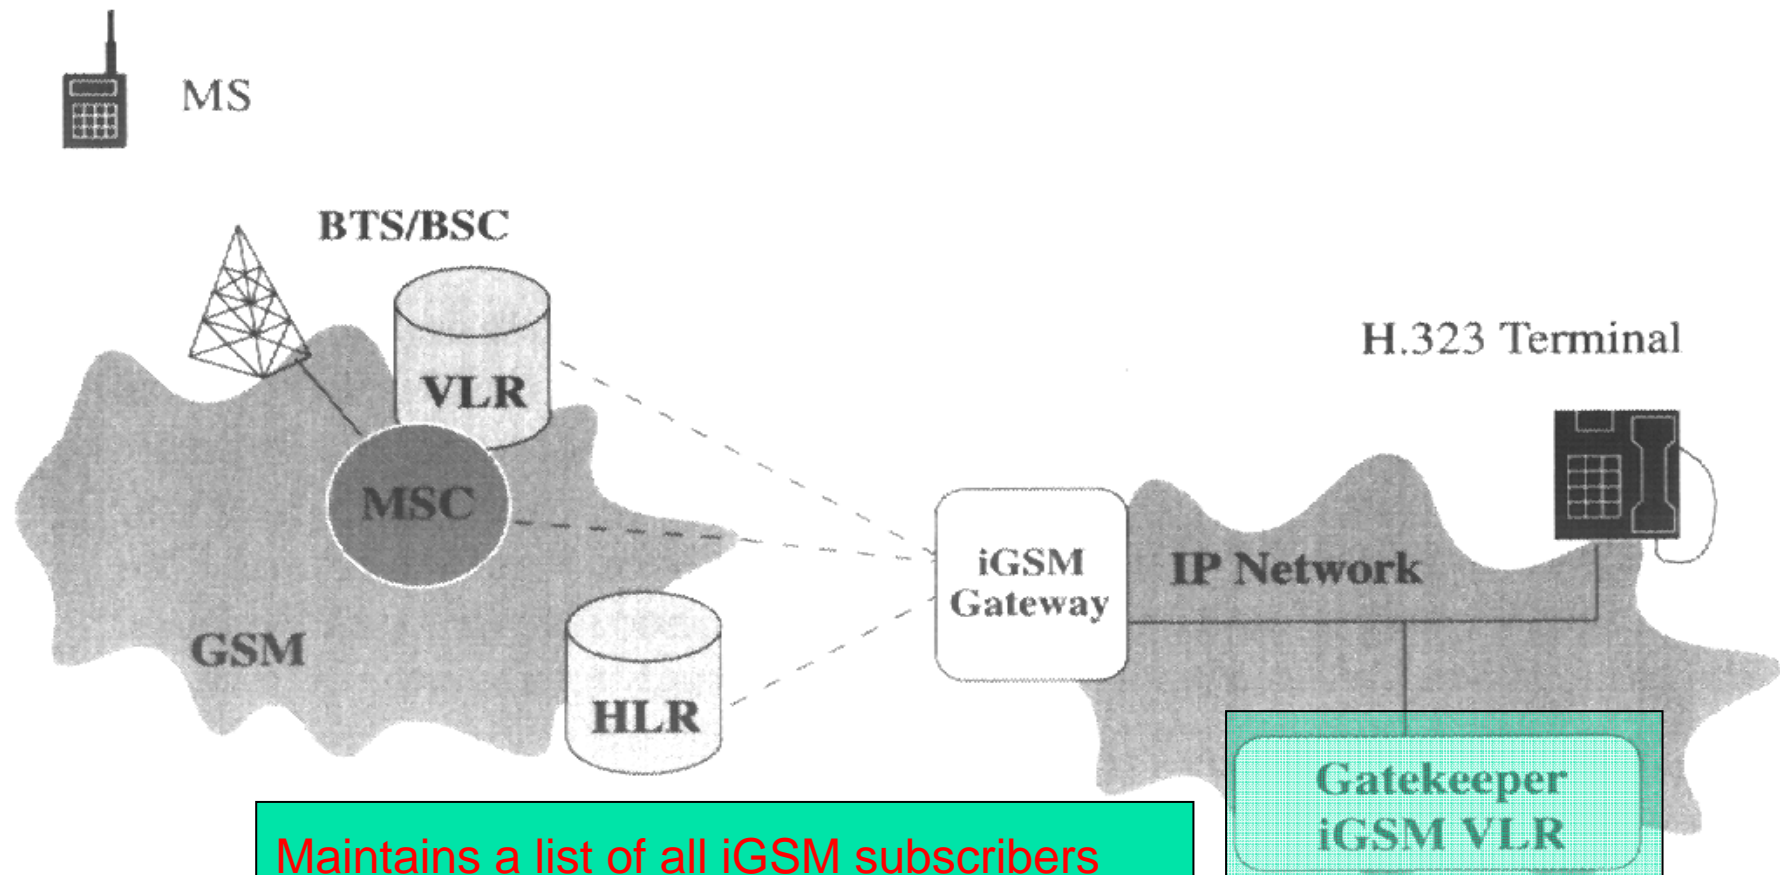 MS
BTS/BSC
VLR
H.323 Terminal
MSC
iGSM
Gateway
IP Network
GSM
HLR
Gatekeeper
iGSM VLR
Maintains a list of all iGSM subscribers